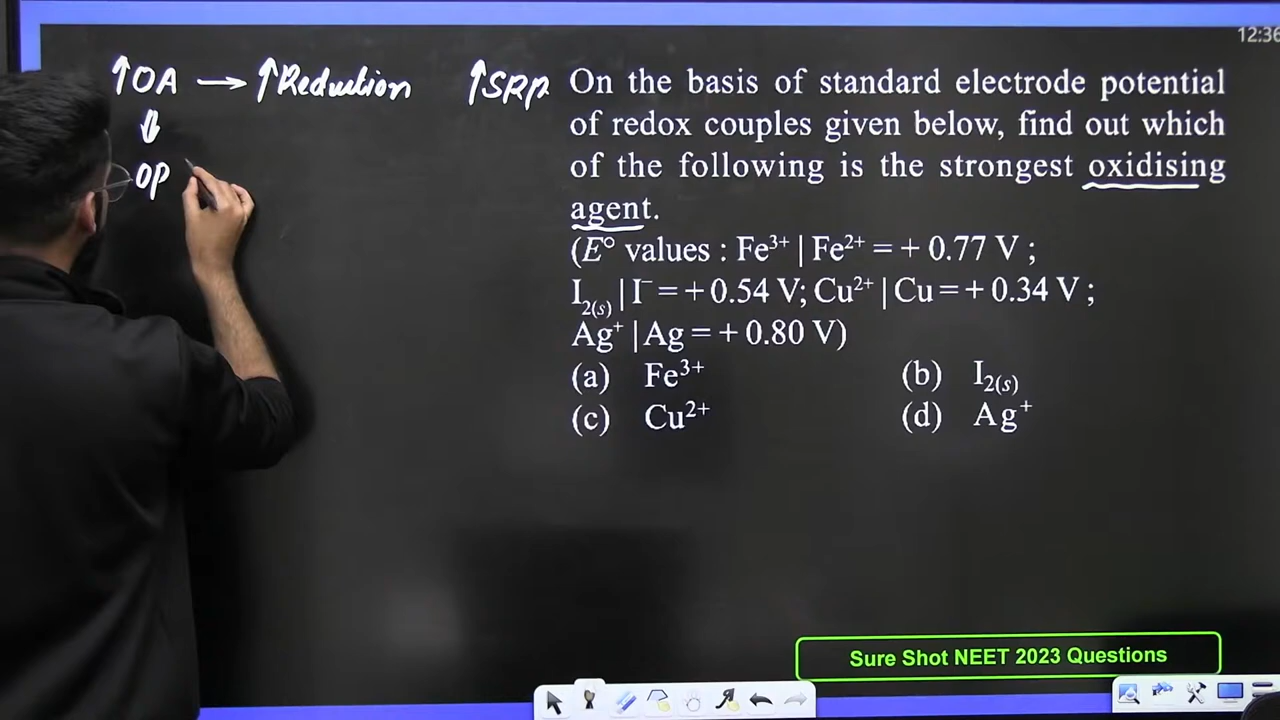 ↑OA → ↑Reduction ↑SRP
⇓
OP
On the basis of standard electrode potential
of redox couples given below, find out which
of the following is the strongest oxidising
agent.
(E° values : Fe³⁺ | Fe²⁺ = + 0.77 V ;
I₂₍ₛ₎ | I⁻ = + 0.54 V; Cu²⁺ | Cu = + 0.34 V ;
Ag⁺ | Ag = + 0.80 V)
(a) Fe³⁺ (b) I₂₍ₛ₎
(c) Cu²⁺ (d) Ag⁺
Sure Shot NEET 2023 Questions